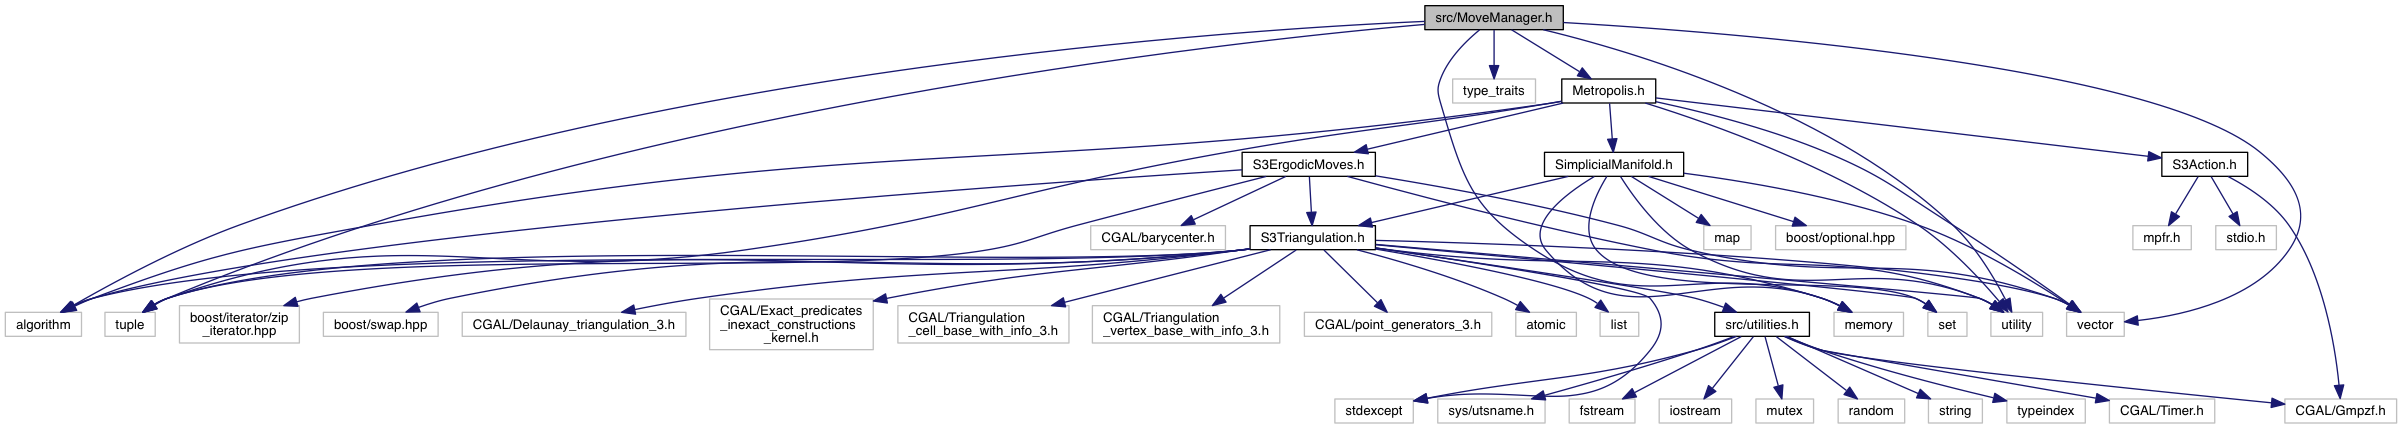 src/MoveManager.h
type_traits
Metropolis.h
S3ErgodicMoves.h
SimplicialManifold.h
S3Action.h
CGAL/barycenter.h
S3Triangulation.h
map
boost/optional.hpp
mpfr.h
stdio.h
algorithm
tuple
boost/iterator/zip
_iterator.hpp
boost/swap.hpp
CGAL/Delaunay_triangulation_3.h
CGAL/Exact_predicates
_inexact_constructions
_kernel.h
CGAL/Triangulation
_cell_base_with_info_3.h
CGAL/Triangulation
_vertex_base_with_info_3.h
CGAL/point_generators_3.h
atomic
list
src/utilities.h
memory
set
utility
vector
stdexcept
sys/utsname.h
fstream
iostream
mutex
random
string
typeindex
CGAL/Timer.h
CGAL/Gmpzf.h